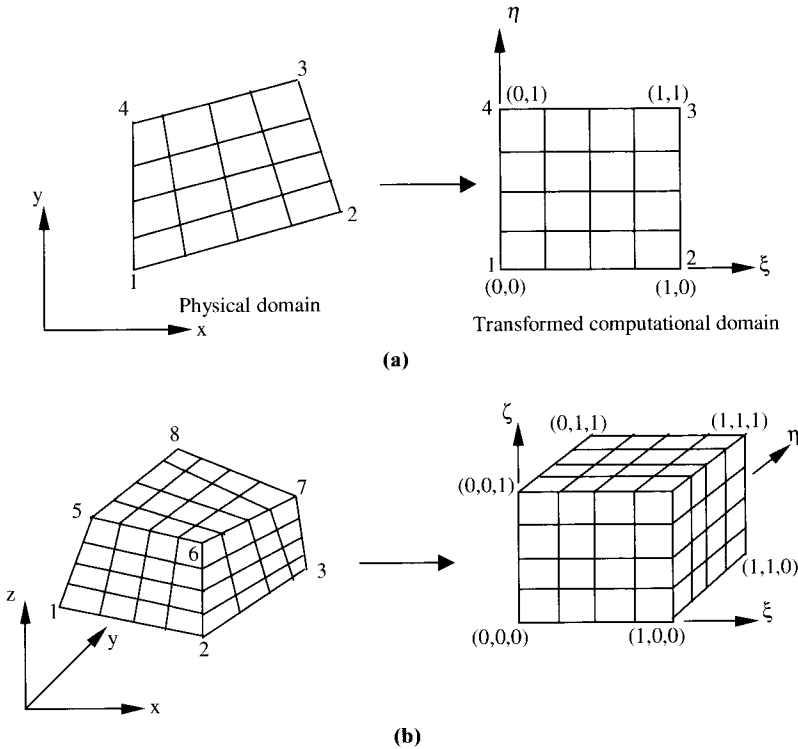 η
3
4
(0,1)
(1,1)
4
3
y
2
1
1
2
ξ
(0,0)
(1,0)
Physical domain
x
Transformed computational domain
(a)
ζ
8
(0,1,1)
(1,1,1)
η
7
(0,0,1)
5
6
3
(1,1,0)
z
1
y
2
(0,0,0)
(1,0,0)
ξ
x
(b)